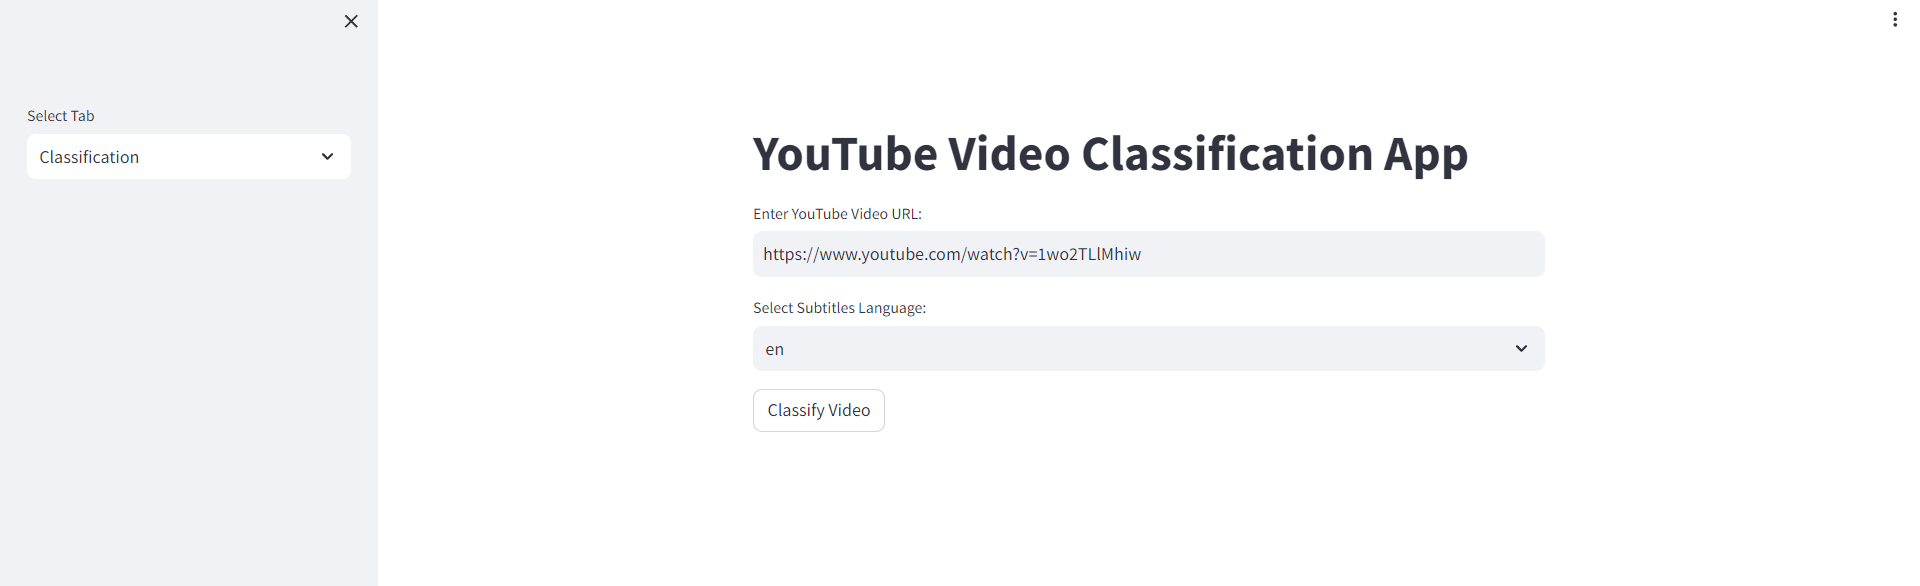 Select Tab
Classification
YouTube Video Classification App
Enter YouTube Video URL:
https://www.youtube.com/watch?v=1wo2TLlMhiw
Select Subtitles Language:
en
Classify Video